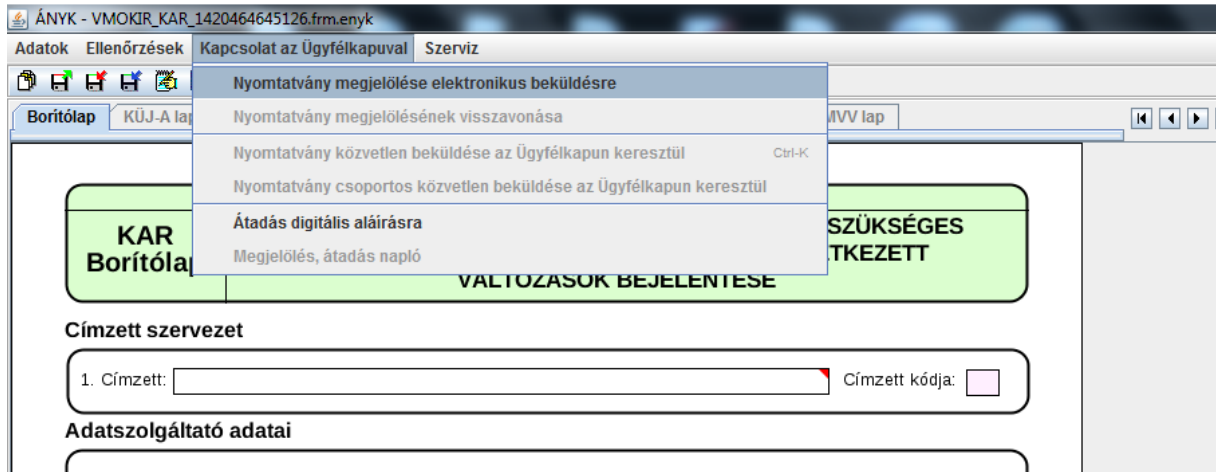 ÁNYK - VMOKIR_KAR_1420464645126.frm.enyk
Adatok Ellenőrzések Kapcsolat az Ügyfélkapuval Szerviz
Nyomtatvány megjelölése elektronikus beküldésre
Borítólap KÜJ-A lap
Nyomtatvány megjelölésének visszavonása
MVV lap
Nyomtatvány közvetlen beküldése az Ügyfélkapun keresztül Ctrl-K
Nyomtatvány csoportos közvetlen beküldése az Ügyfélkapun keresztül
Átadás digitális aláírásra
Megjelölés, átadás napló
KAR
Borítólap
SZÜKSÉGES
TKEZETT
VÁLTOZÁSOK BEJELENTÉSE
Címzett szervezet
1. Címzett: Címzett kódja:
Adatszolgáltató adatai